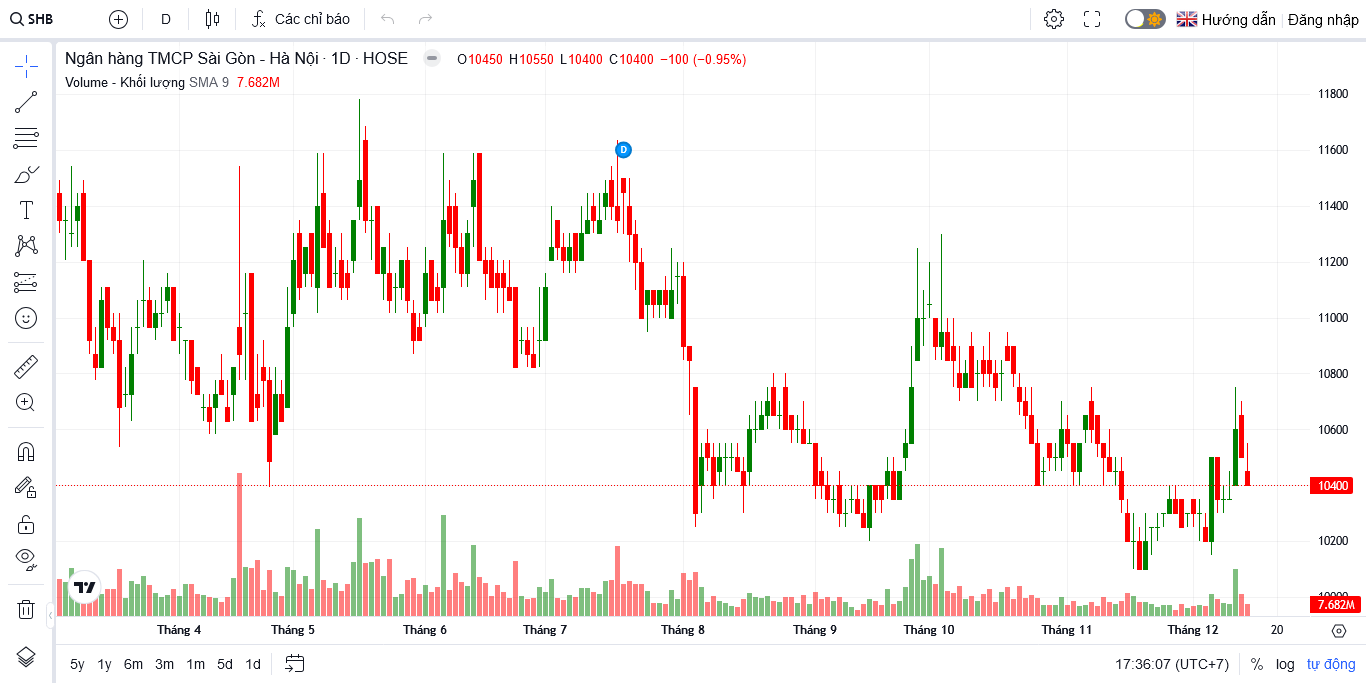 SHB D Các chỉ báo Hướng dẫn Đăng nhập
Ngân hàng TMCP Sài Gòn - Hà Nội · 1D · HOSE O10450 H10550 L10400 C10400 −100 (−0.95%)
Volume - Khối lượng SMA 9 7.682M
11800
D
11600
11400
11200
11000
10800
10600
10400
10200
10000
7.682M
Tháng 4 Tháng 5 Tháng 6 Tháng 7 Tháng 8 Tháng 9 Tháng 10 Tháng 11 Tháng 12 20
5y 1y 6m 3m 1m 5d 1d 17:36:07 (UTC+7) % log tự động